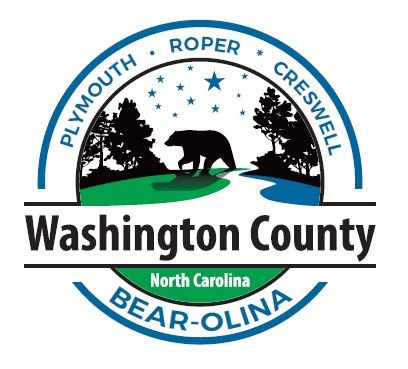 PLYMOUTH • ROPER * CRESWELL
Washington County
North Carolina
BEAR-OLINA